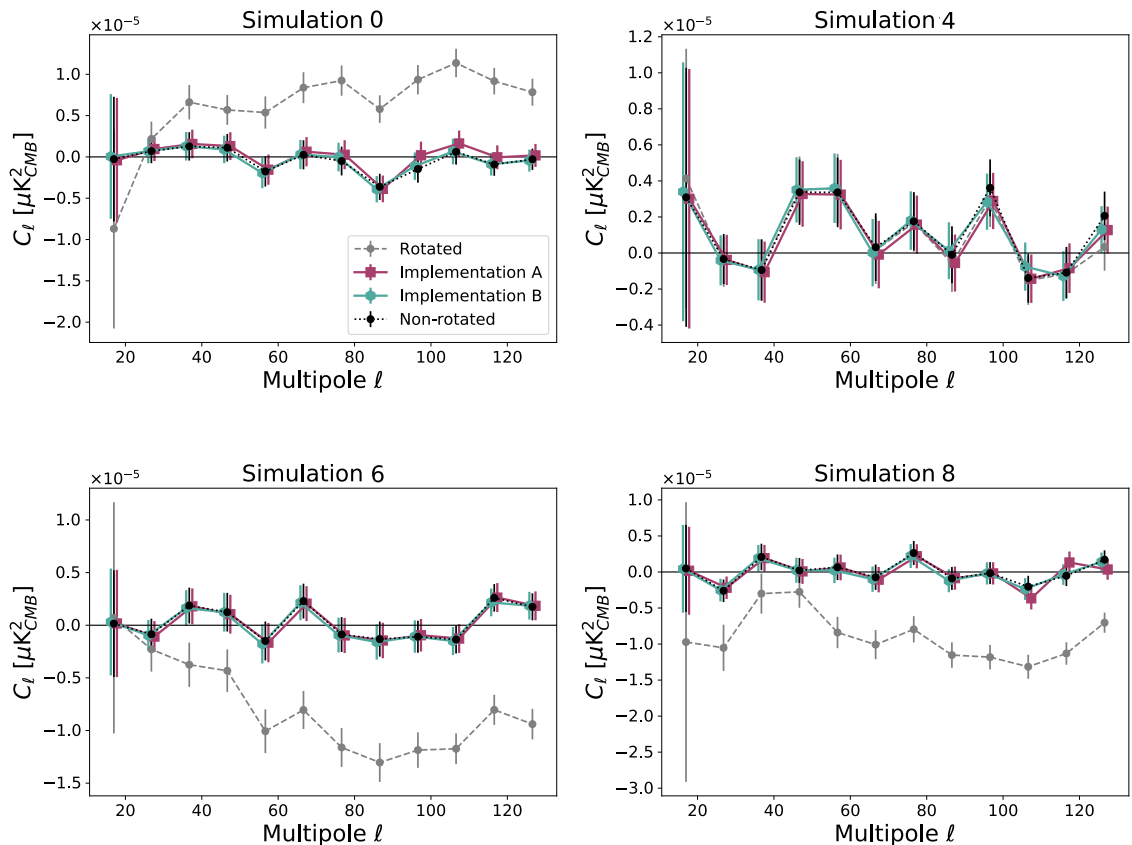 Simulation 0
×10⁻⁵
1.0
0.5
0.0
−0.5
−1.0
−1.5
−2.0
C_ℓ [μK²_CMB]
Rotated
Implementation A
Implementation B
Non-rotated
20 40 60 80 100 120
Multipole ℓ
Simulation 4
×10⁻⁵
1.2
1.0
0.8
0.6
0.4
0.2
0.0
−0.2
−0.4
C_ℓ [μK²_CMB]
20 40 60 80 100 120
Multipole ℓ
Simulation 6
×10⁻⁵
1.0
0.5
0.0
−0.5
−1.0
−1.5
C_ℓ [μK²_CMB]
20 40 60 80 100 120
Multipole ℓ
Simulation 8
×10⁻⁵
1.0
0.5
0.0
−0.5
−1.0
−1.5
−2.0
−2.5
−3.0
C_ℓ [μK²_CMB]
20 40 60 80 100 120
Multipole ℓ